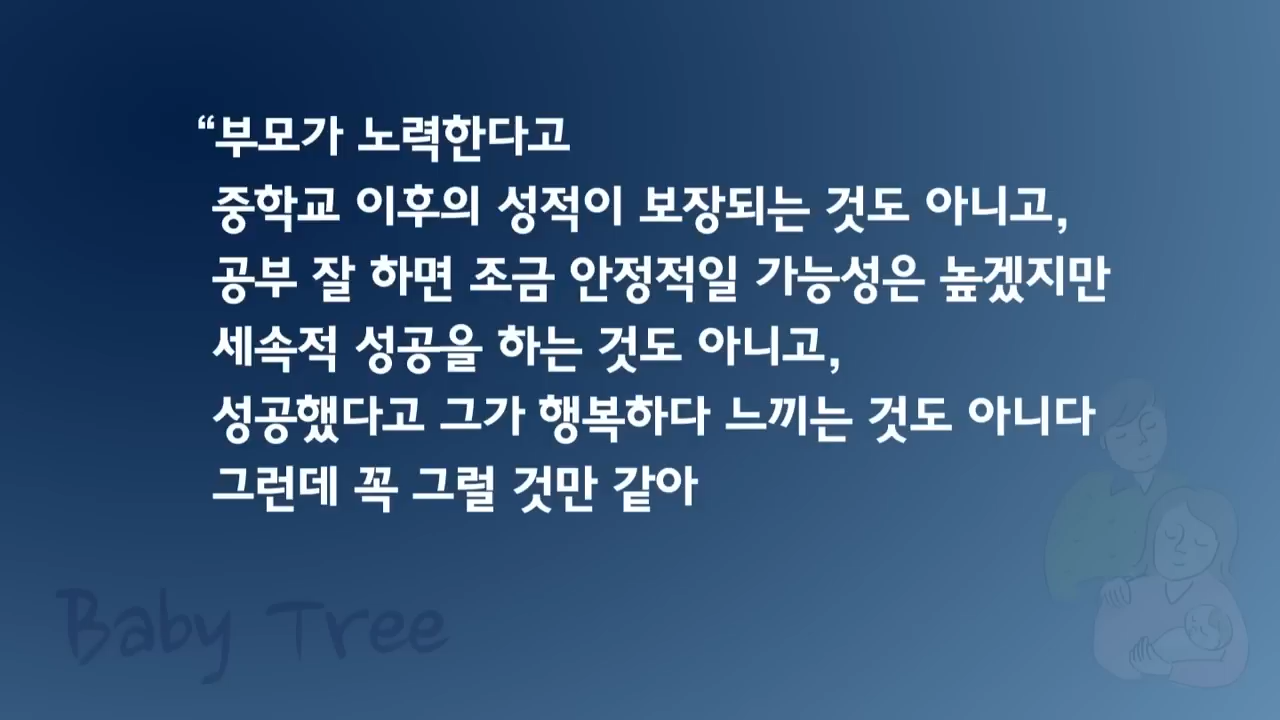 “부모가 노력한다고
중학교 이후의 성적이 보장되는 것도 아니고,
공부 잘 하면 조금 안정적일 가능성은 높겠지만
세속적 성공을 하는 것도 아니고,
성공했다고 그가 행복하다 느끼는 것도 아니다
그런데 꼭 그럴 것만 같아
Baby Tree